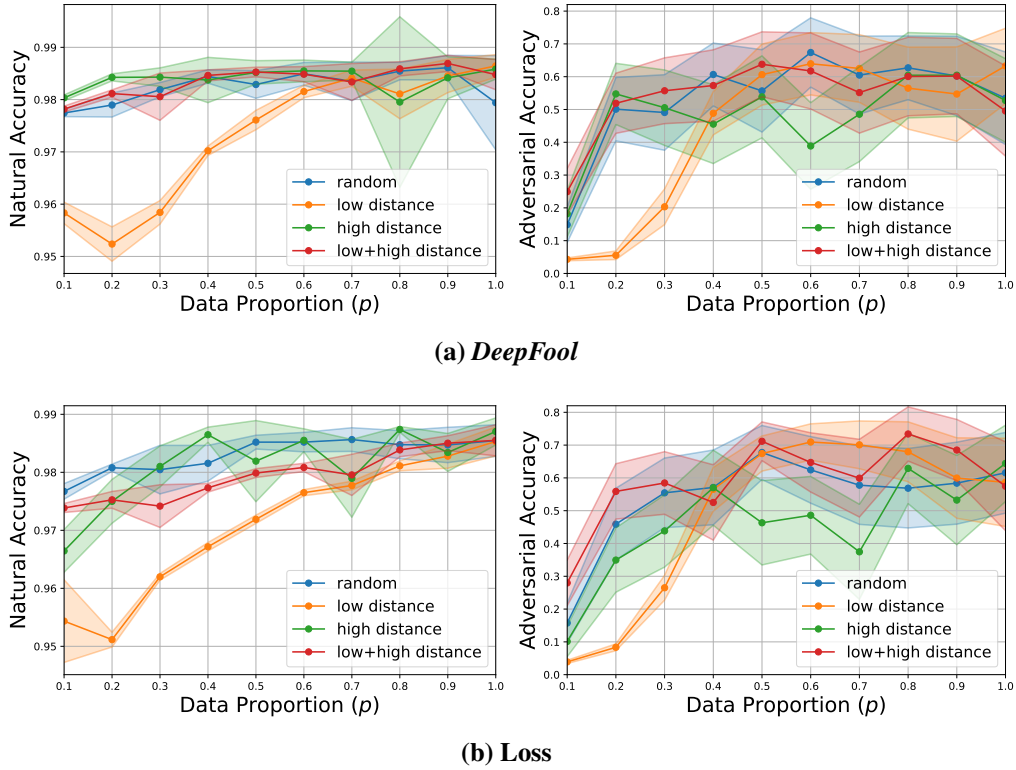 Natural Accuracy
0.99
0.98
0.97
0.96
0.95
0.1 0.2 0.3 0.4 0.5 0.6 0.7 0.8 0.9 1.0
Data Proportion (p)
random
low distance
high distance
low+high distance
Adversarial Accuracy
0.8
0.7
0.6
0.5
0.4
0.3
0.2
0.1
0.0
0.1 0.2 0.3 0.4 0.5 0.6 0.7 0.8 0.9 1.0
Data Proportion (p)
random
low distance
high distance
low+high distance
(a) DeepFool
Natural Accuracy
0.99
0.98
0.97
0.96
0.95
0.1 0.2 0.3 0.4 0.5 0.6 0.7 0.8 0.9 1.0
Data Proportion (p)
random
low distance
high distance
low+high distance
Adversarial Accuracy
0.8
0.7
0.6
0.5
0.4
0.3
0.2
0.1
0.0
0.1 0.2 0.3 0.4 0.5 0.6 0.7 0.8 0.9 1.0
Data Proportion (p)
random
low distance
high distance
low+high distance
(b) Loss